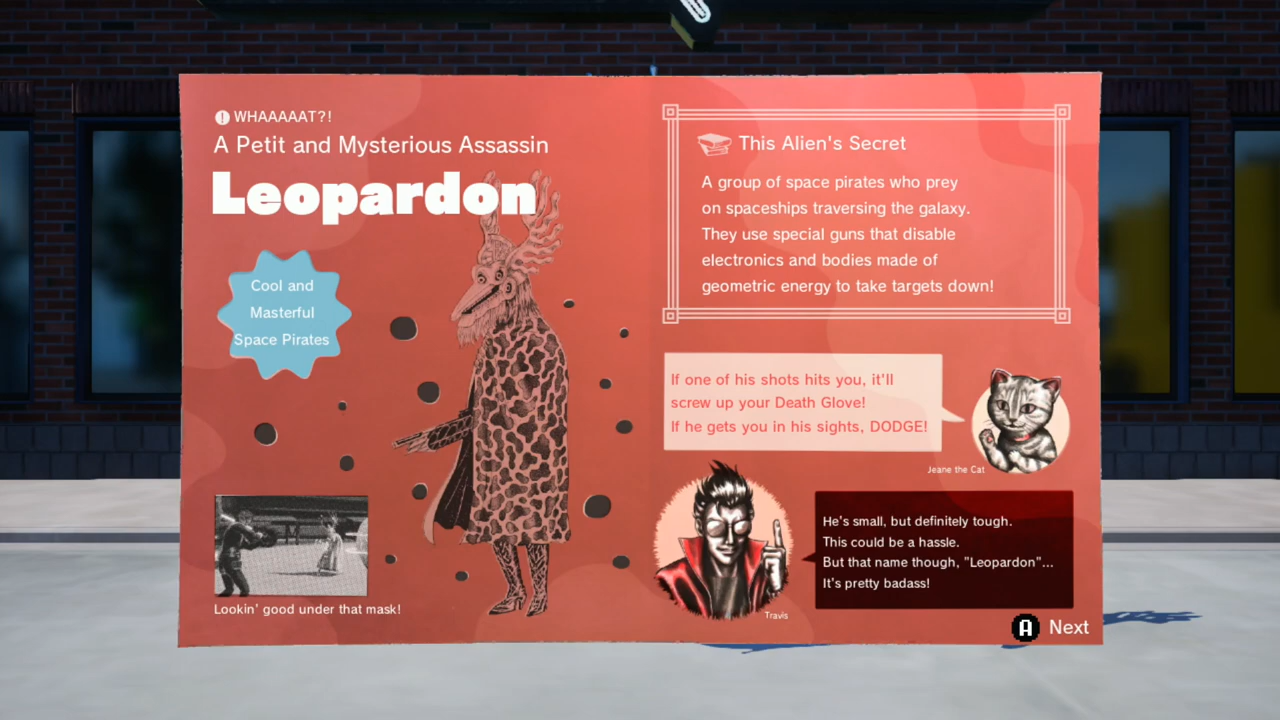 WHAAAAAT?!
A Petit and Mysterious Assassin
Leopardon
Cool and
Masterful
Space Pirates
Lookin' good under that mask!
This Alien's Secret
A group of space pirates who prey
on spaceships traversing the galaxy.
They use special guns that disable
electronics and bodies made of
geometric energy to take targets down!
If one of his shots hits you, it'll
screw up your Death Glove!
If he gets you in his sights, DODGE!
Jeane the Cat
He's small, but definitely tough.
This could be a hassle.
But that name though, "Leopardon"...
It's pretty badass!
Travis
A Next